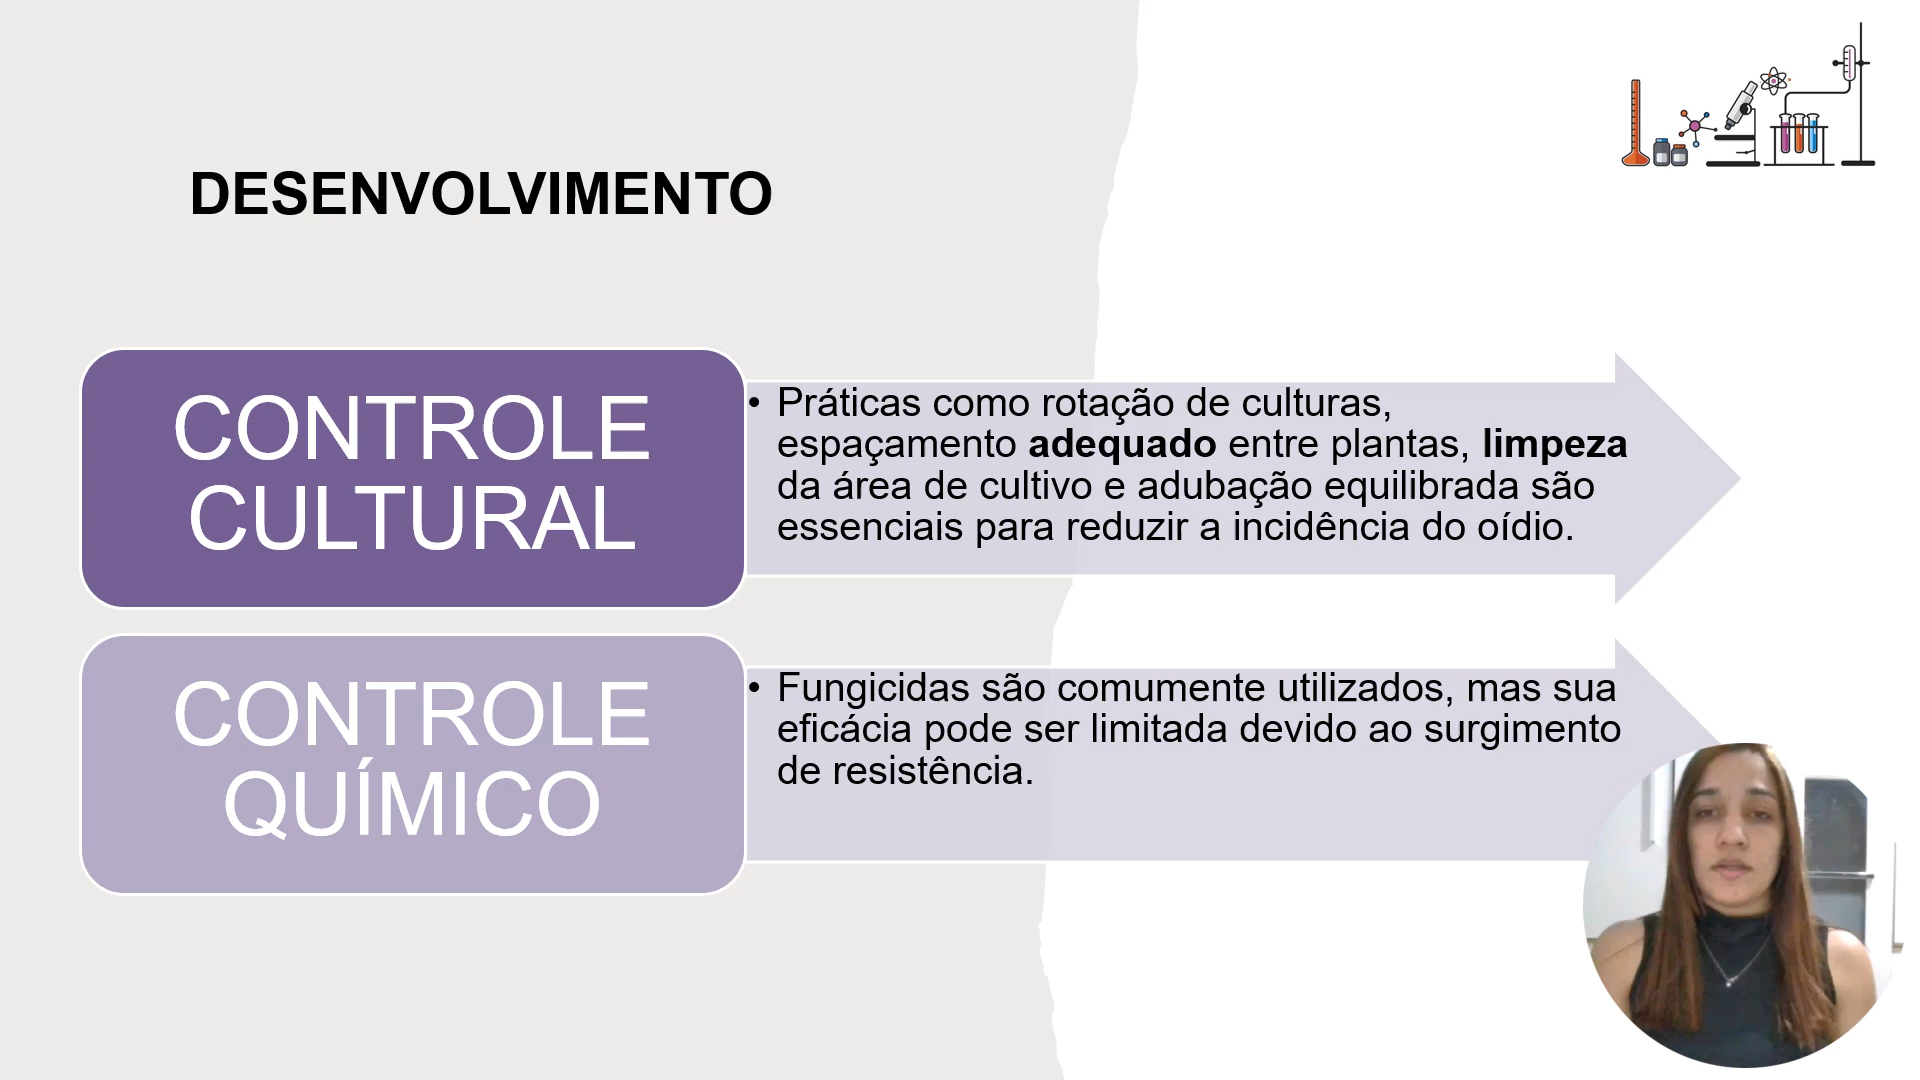 DESENVOLVIMENTO
CONTROLE
CULTURAL
• Práticas como rotação de culturas,
espaçamento adequado entre plantas, limpeza
da área de cultivo e adubação equilibrada são
essenciais para reduzir a incidência do oídio.
CONTROLE
QUÍMICO
• Fungicidas são comumente utilizados, mas sua
eficácia pode ser limitada devido ao surgimento
de resistência.